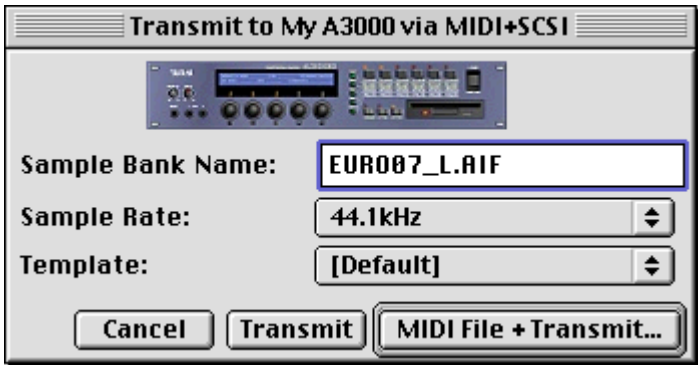 Transmit to My A3000 via MIDI+SCSI
YAMAHA
Sample Bank Name:
EURO07_L.AIF
Sample Rate:
44.1kHz
Template:
[Default]
Cancel
Transmit
MIDI File + Transmit...